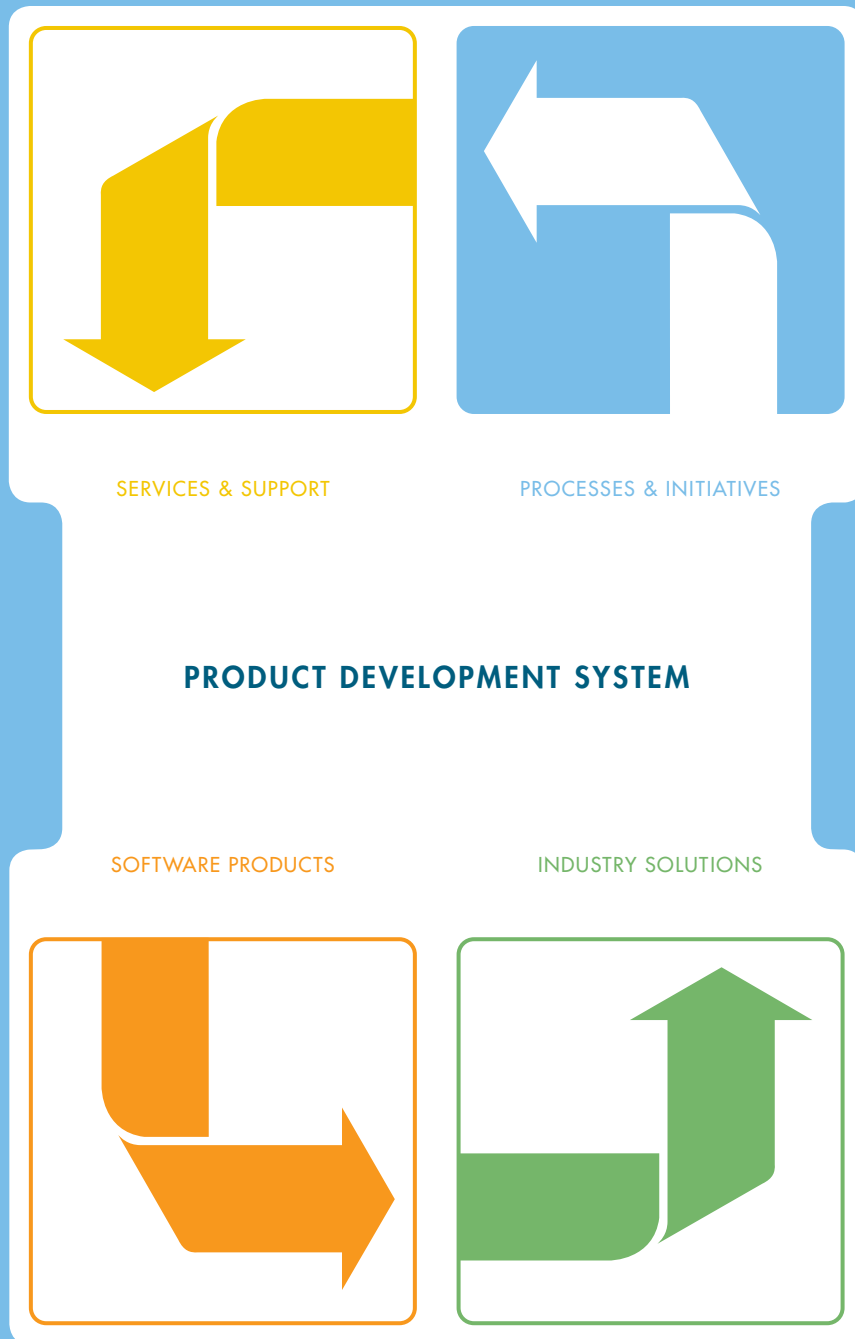 SERVICES & SUPPORT
PROCESSES & INITIATIVES
PRODUCT DEVELOPMENT SYSTEM
SOFTWARE PRODUCTS
INDUSTRY SOLUTIONS